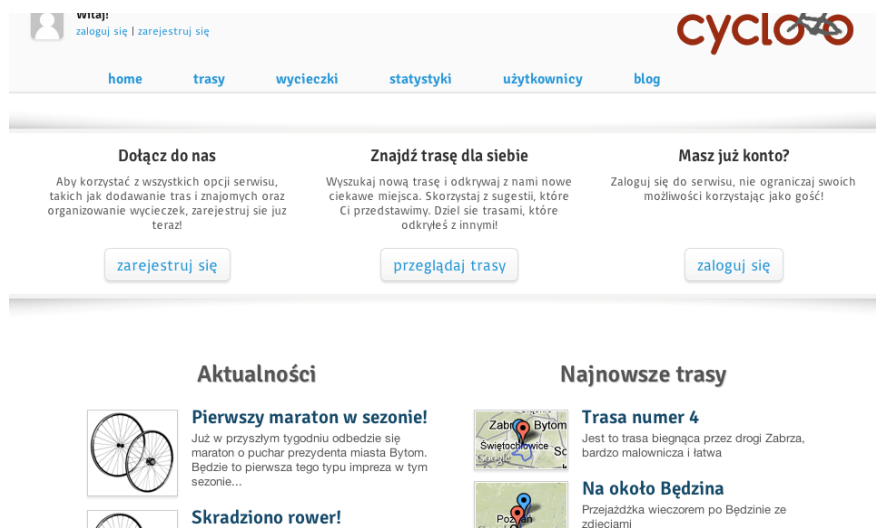 Witaj!
zaloguj się | zarejestruj się
cyclo o
home trasy wycieczki statystyki użytkownicy blog
Dołącz do nas
Aby korzystać z wszystkich opcji serwisu,
takich jak dodawanie tras i znajomych oraz
organizowanie wycieczek, zarejestruj sie juz
teraz!
zarejestruj się
Znajdź trasę dla siebie
Wyszukaj nową trasę i odkrywaj z nami nowe
ciekawe miejsca. Skorzystaj z sugestii, które
Ci przedstawimy. Dziel sie trasami, które
odkryłeś z innymi!
przeglądaj trasy
Masz już konto?
Zaloguj się do serwisu, nie ograniczaj swoich
możliwości korzystając jako gość!
zaloguj się
Aktualności
Pierwszy maraton w sezonie!
Już w przyszłym tygodniu odbedzie się
maraton o puchar prezydenta miasta Bytom.
Będzie to pierwsza tego typu impreza w tym
sezonie...
Skradziono rower!
Najnowsze trasy
Bytom
Trasa numer 4
Jest to trasa biegnąca przez drogi Zabrza,
bardzo malownicza i łatwa
Na około Będzina
Przejażdżka wieczorem po Będzinie ze
zdjęciami